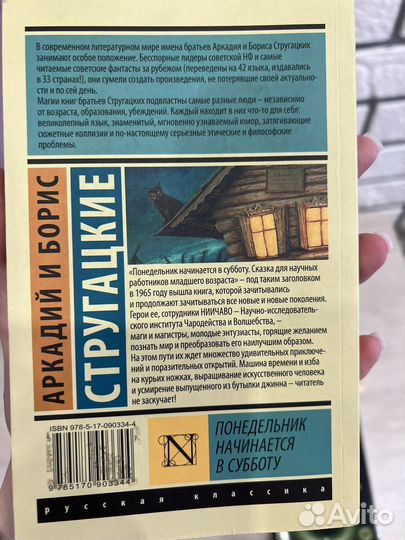 В современном литературном мире имена братьев Аркадия и Бориса Стругацких
занимают особое положение. Бесспорные лидеры советской НФ и самые
читаемые советские фантасты за рубежом (переведены на 42 языка, издавались
в 33 странах!), они сумели создать произведения, не потерявшие своей актуально-
сти и по сей день.
Магии книг братьев Стругацких подвластны самые разные люди – независимо
от возраста, образования, убеждений. Каждый находит в них что-то для себя:
великолепный язык, знаменитый, мгновенно узнаваемый юмор, затягивающие
сюжетные коллизии и по-настоящему серьезные этические и философские
проблемы.
АРКАДИЙ И БОРИС
СТРУГАЦКИЕ
«Понедельник начинается в субботу. Сказка для научных
работников младшего возраста» – под таким заголовком
в 1965 году вышла книга, которой зачитывались
и продолжают зачитываться все новые и новые поколения.
Герои ее, сотрудники НИИЧАВО – Научно-исследователь-
ского института Чародейства и Волшебства, –
маги и магистры, молодые энтузиасты, горящие желанием
познать мир и преобразовать его наилучшим образом.
На этом пути их ждет множество удивительных приключе-
ний и поразительных открытий. Машина времени и изба
на курьих ножках, выращивание искусственного человека
и усмирение выпущенного из бутылки джинна – читатель
не заскучает!
ISBN 978-5-17-090334-4
9 785170 903344
N
ПОНЕДЕЛЬНИК
НАЧИНАЕТСЯ
В СУББОТУ
русская классика
Avito